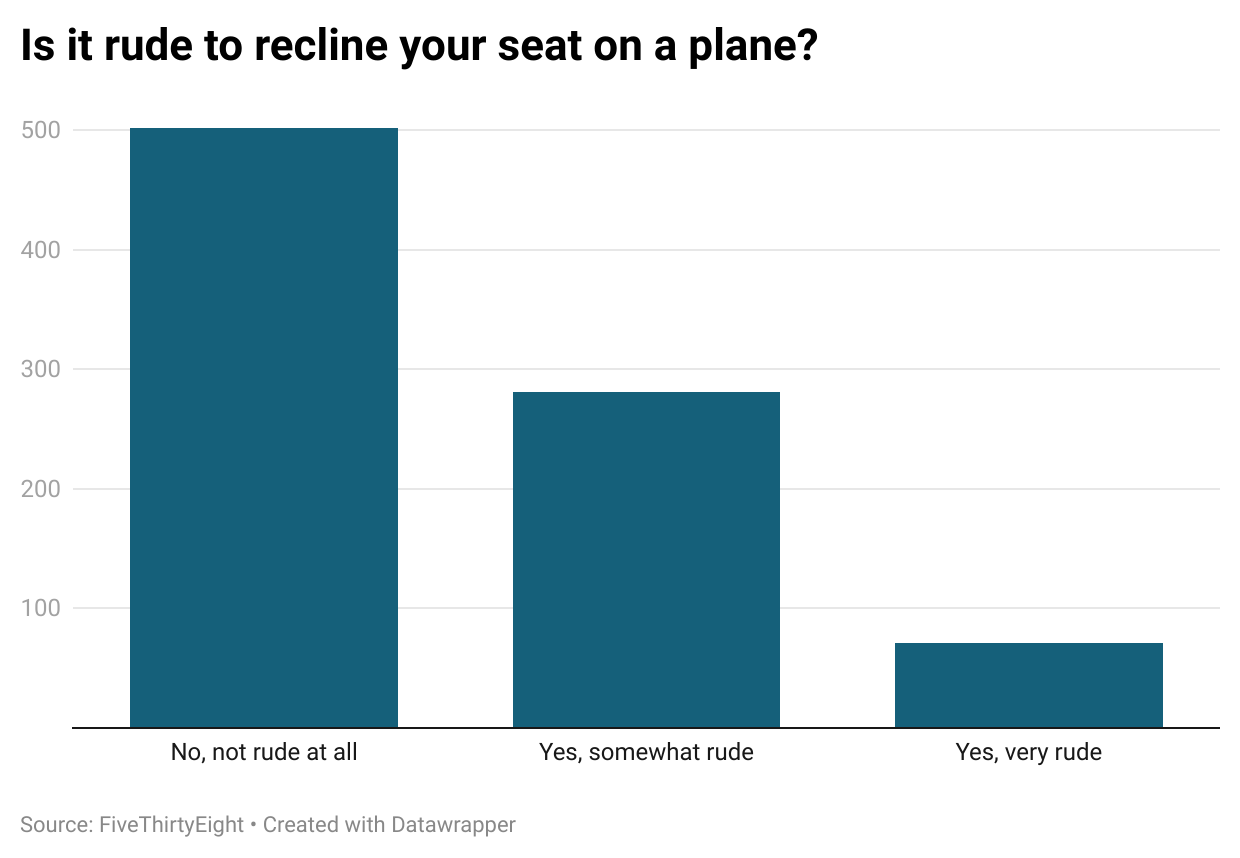 Is it rude to recline your seat on a plane?
500
400
300
200
100
No, not rude at all
Yes, somewhat rude
Yes, very rude
Source: FiveThirtyEight • Created with Datawrapper